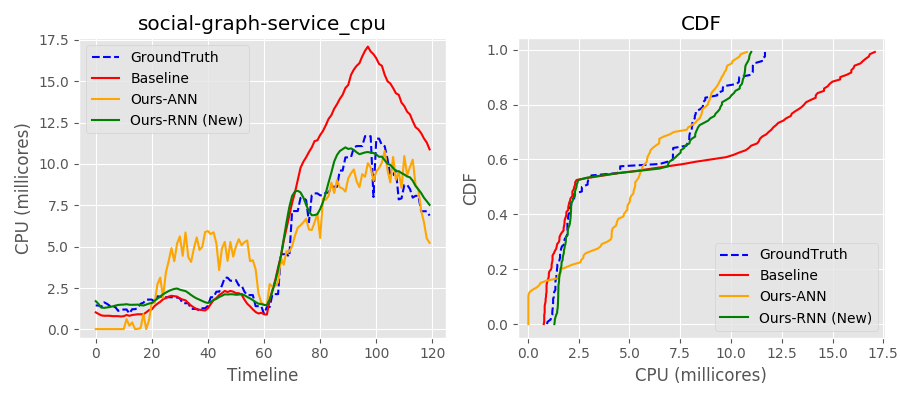 social-graph-service_cpu
17.5
15.0
12.5
10.0
7.5
5.0
2.5
0.0
CPU (millicores)
GroundTruth
Baseline
Ours-ANN
Ours-RNN (New)
0 20 40 60 80 100 120
Timeline
CDF
1.0
0.8
0.6
0.4
0.2
0.0
CDF
GroundTruth
Baseline
Ours-ANN
Ours-RNN (New)
0.0 2.5 5.0 7.5 10.0 12.5 15.0 17.5
CPU (millicores)